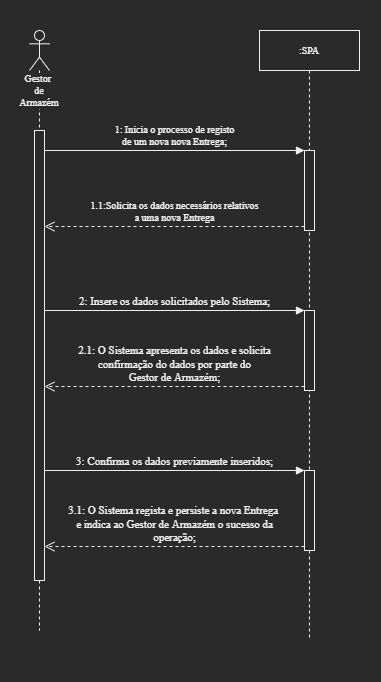 :SPA
Gestor
de
Armazém
1: Inicia o processo de registo
de um nova nova Entrega;
1.1:Solicita os dados necessários relativos
a uma nova Entrega
2: Insere os dados solicitados pelo Sistema;
2.1: O Sistema apresenta os dados e solicita
confirmação do dados por parte do
Gestor de Armazém;
3: Confirma os dados previamente inseridos;
3.1: O Sistema regista e persiste a nova Entrega
e indica ao Gestor de Armazém o sucesso da
operação;